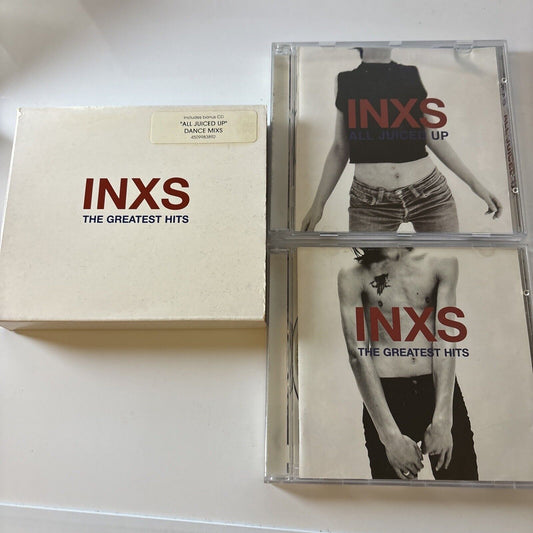 Includes bonus CD
"ALL JUICED UP"
DANCE MIXS
4509983892
INXS
THE GREATEST HITS
INXS
ALL JUICED UP
INXS
THE GREATEST HITS